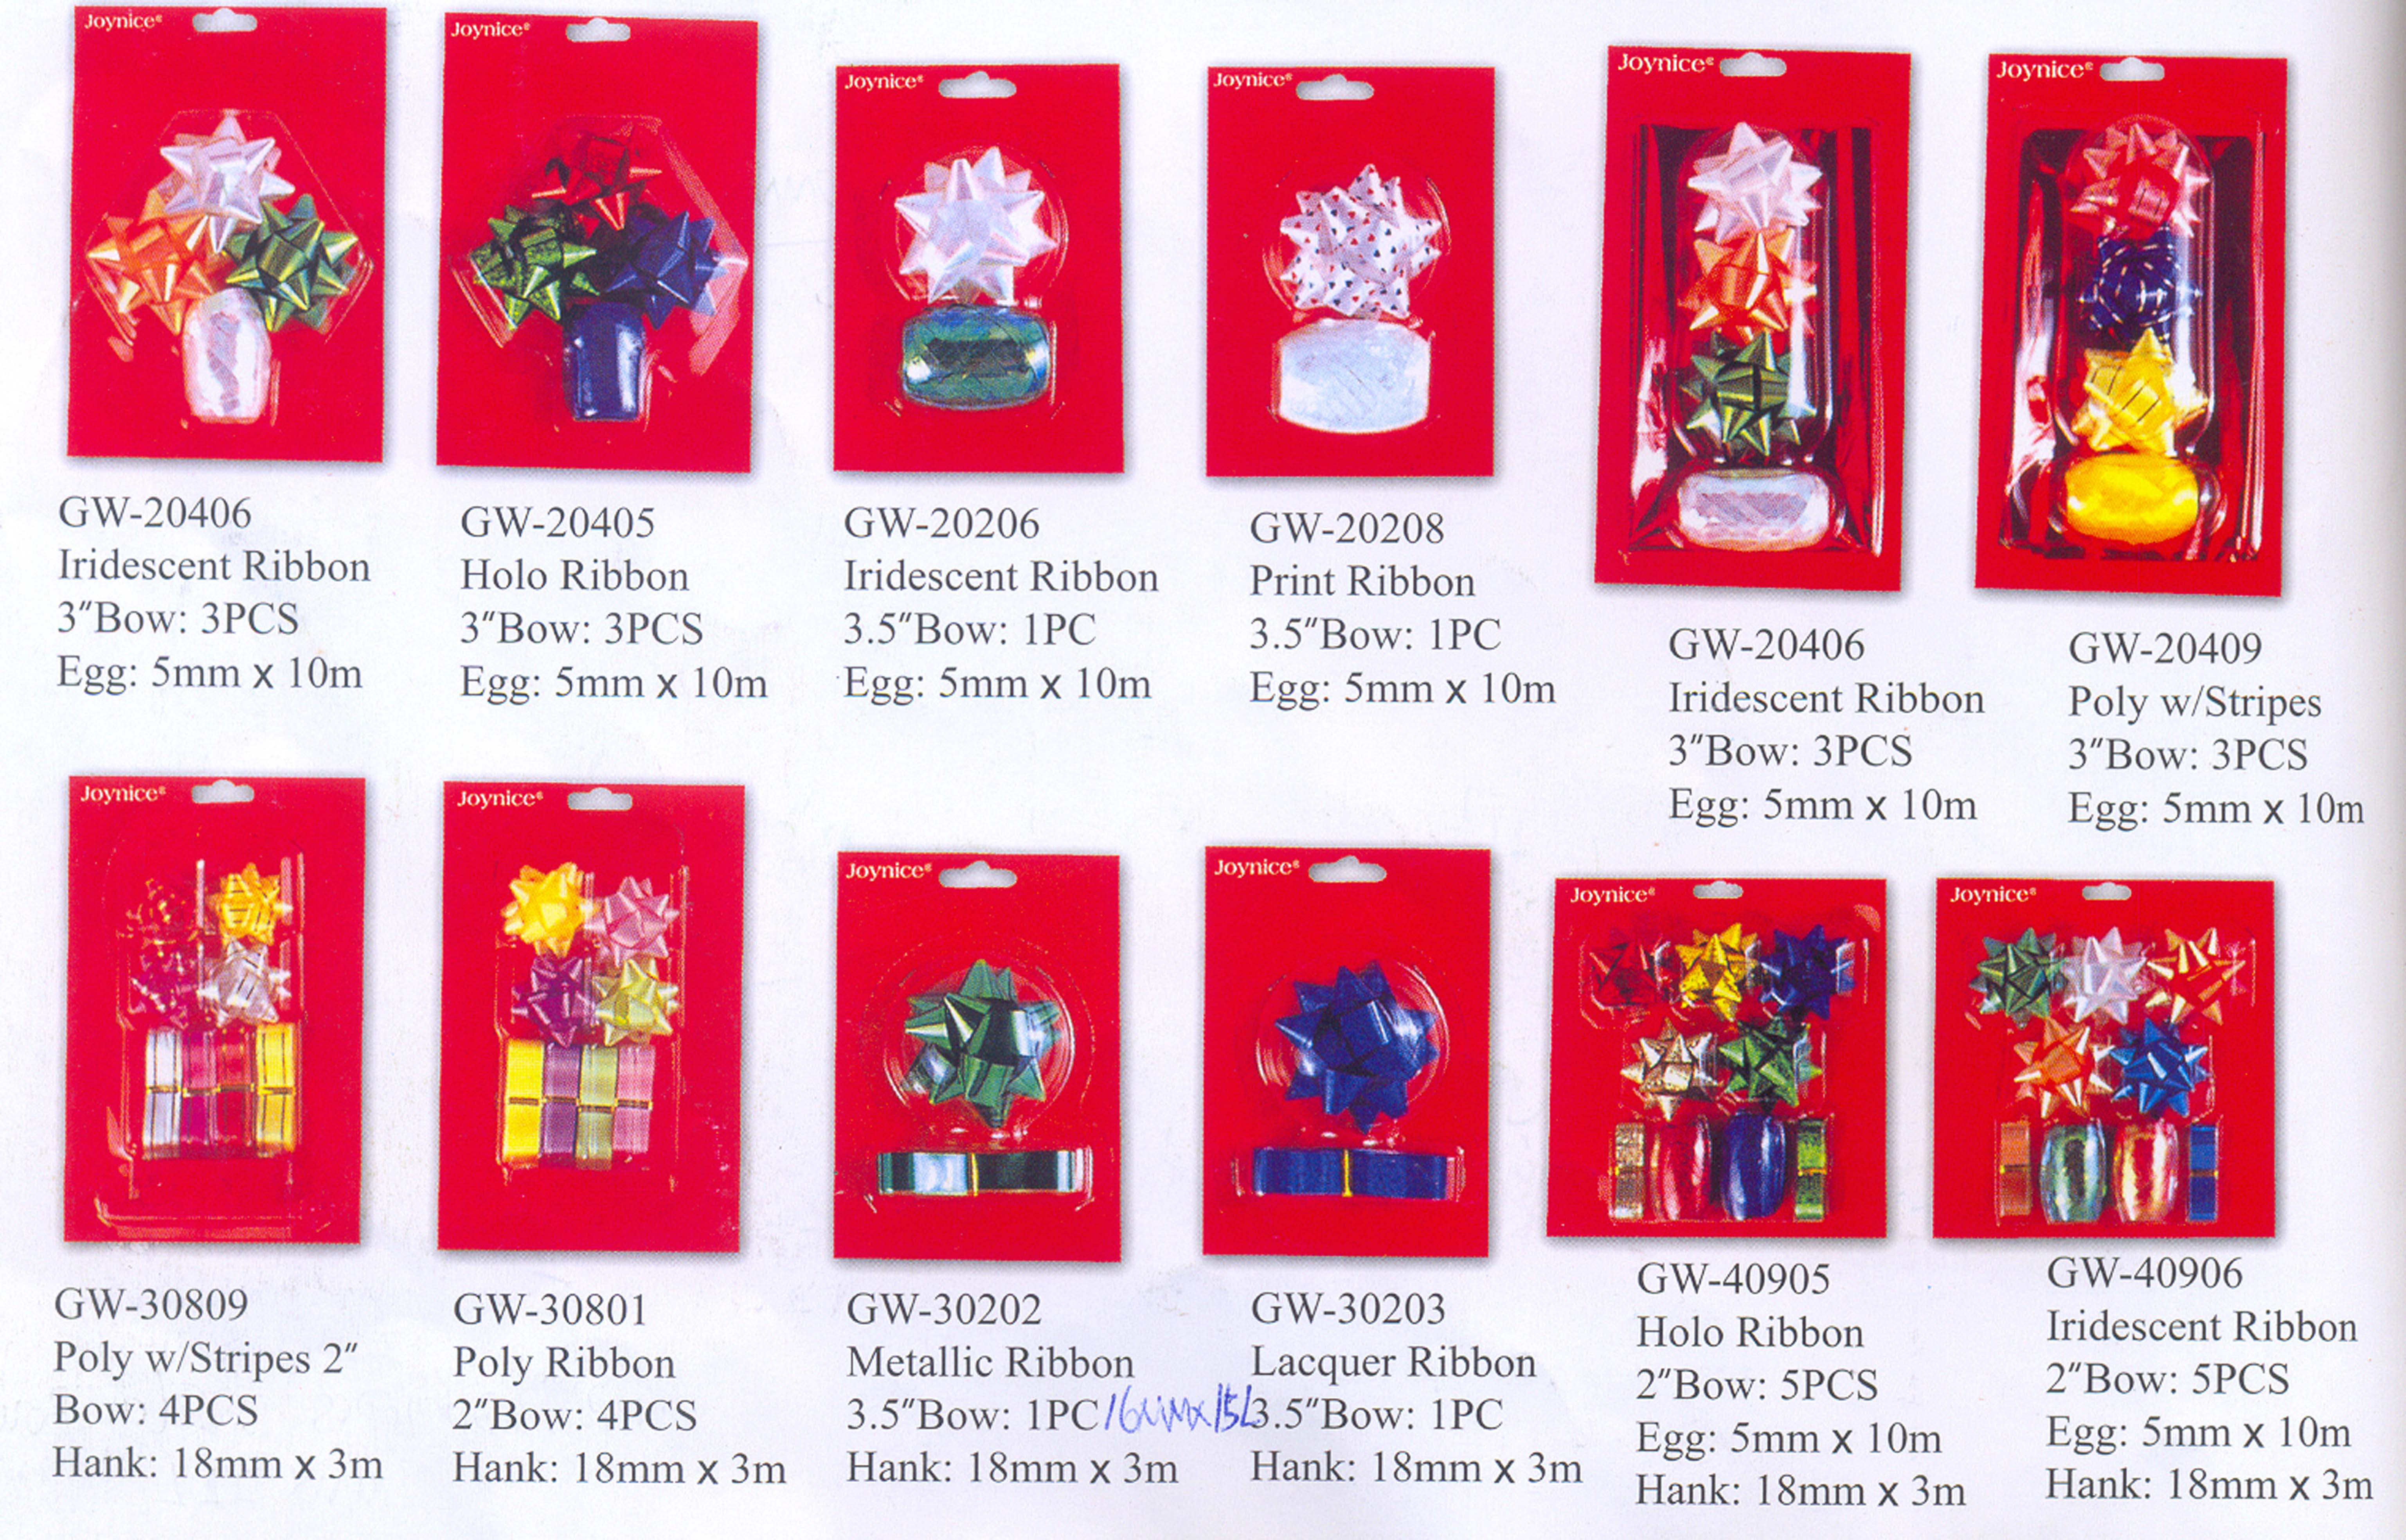 Joynice®
Joynice®
Joynice®
Joynice®
Joynice®
Joynice®
GW-20406
Iridescent Ribbon
3"Bow: 3PCS
Egg: 5mm x 10m
GW-20405
Holo Ribbon
3"Bow: 3PCS
Egg: 5mm x 10m
GW-20206
Iridescent Ribbon
3.5"Bow: 1PC
Egg: 5mm x 10m
GW-20208
Print Ribbon
3.5"Bow: 1PC
Egg: 5mm x 10m
GW-20406
Iridescent Ribbon
3"Bow: 3PCS
Egg: 5mm x 10m
GW-20409
Poly w/Stripes
3"Bow: 3PCS
Egg: 5mm x 10m
Joynice®
Joynice®
Joynice®
Joynice®
Joynice®
Joynice®
GW-30809
Poly w/Stripes 2"
Bow: 4PCS
Hank: 18mm x 3m
GW-30801
Poly Ribbon
2"Bow: 4PCS
Hank: 18mm x 3m
GW-30202
Metallic Ribbon
3.5"Bow: 1PC
Hank: 18mm x 3m
GW-30203
Lacquer Ribbon
3.5"Bow: 1PC
Hank: 18mm x 3m
GW-40905
Holo Ribbon
2"Bow: 5PCS
Egg: 5mm x 10m
Hank: 18mm x 3m
GW-40906
Iridescent Ribbon
2"Bow: 5PCS
Egg: 5mm x 10m
Hank: 18mm x 3m